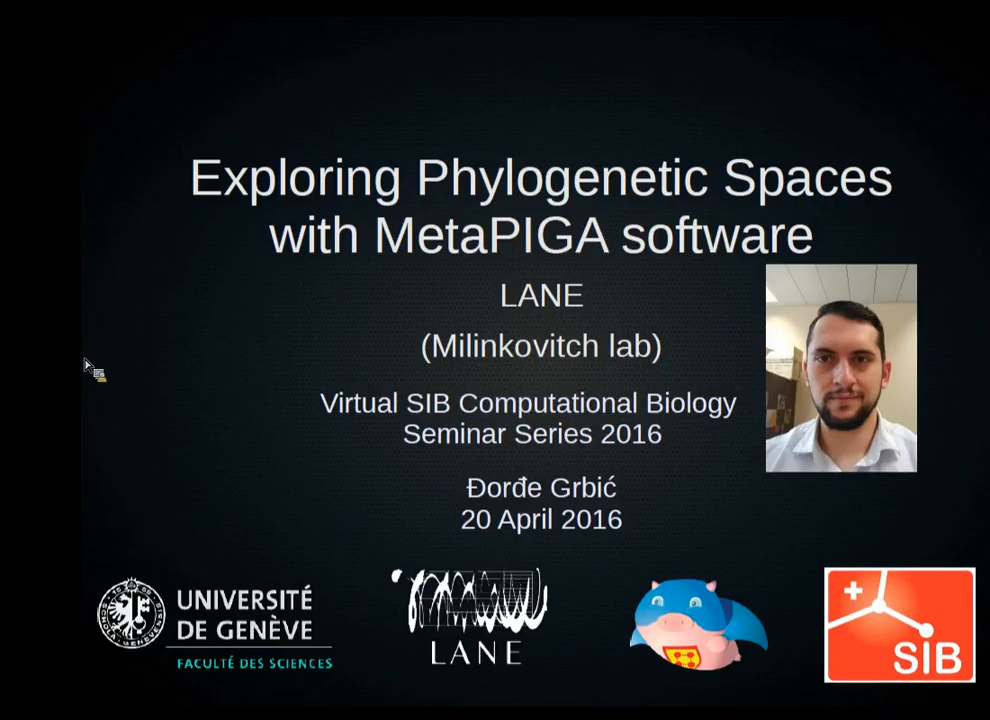 Exploring Phylogenetic Spaces
with MetaPIGA software
LANE
(Milinkovitch lab)
Virtual SIB Computational Biology
Seminar Series 2016
Đorđe Grbić
20 April 2016
UNIVERSITÉ
DE GENÈVE
FACULTÉ DES SCIENCES
LANE
SIB